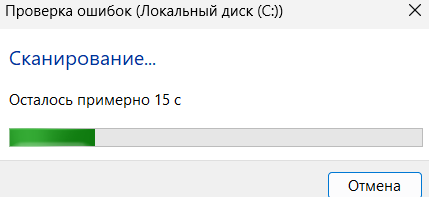 Проверка ошибок (Локальный диск (C:))
Сканирование...
Осталось примерно 15 с
Отмена